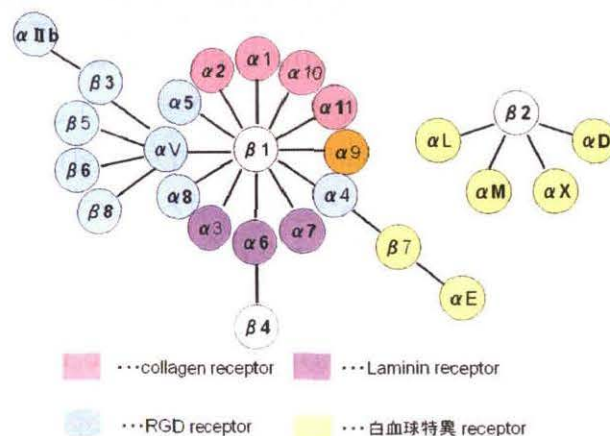 αⅡb
β3
β5
β6
β8
αV
α5
α2
α1
α10
α11
α9
α4
β1
α8
α3
α6
α7
β4
β7
αE
β2
αL
αM
αX
αD
…collagen receptor
…Laminin receptor
…RGD receptor
…白血球特異 receptor